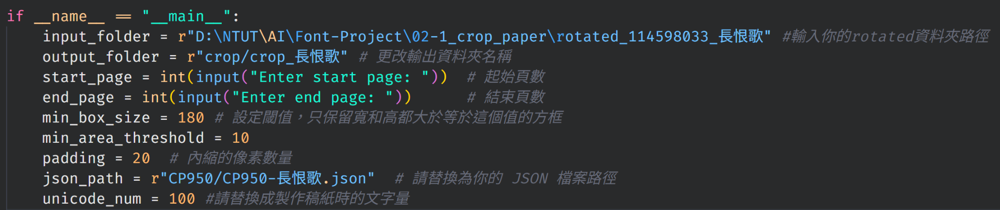 if __name__ == "__main__":
    input_folder = r"D:\NTUT\AI\Font-Project\02-1_crop_paper\rotated_114598033_長恨歌" #輸入你的rotated資料夾路徑
    output_folder = r"crop/crop_長恨歌" # 更改輸出資料夾名稱
    start_page = int(input("Enter start page: "))  # 起始頁數
    end_page = int(input("Enter end page: "))      # 結束頁數
    min_box_size = 180 # 設定閾值，只保留寬和高都大於等於這個值的方框
    min_area_threshold = 10
    padding = 20  # 內縮的像素數量
    json_path = r"CP950/CP950-長恨歌.json"  # 請替換為你的 JSON 檔案路徑
    unicode_num = 100 #請替換成製作稿紙時的文字量